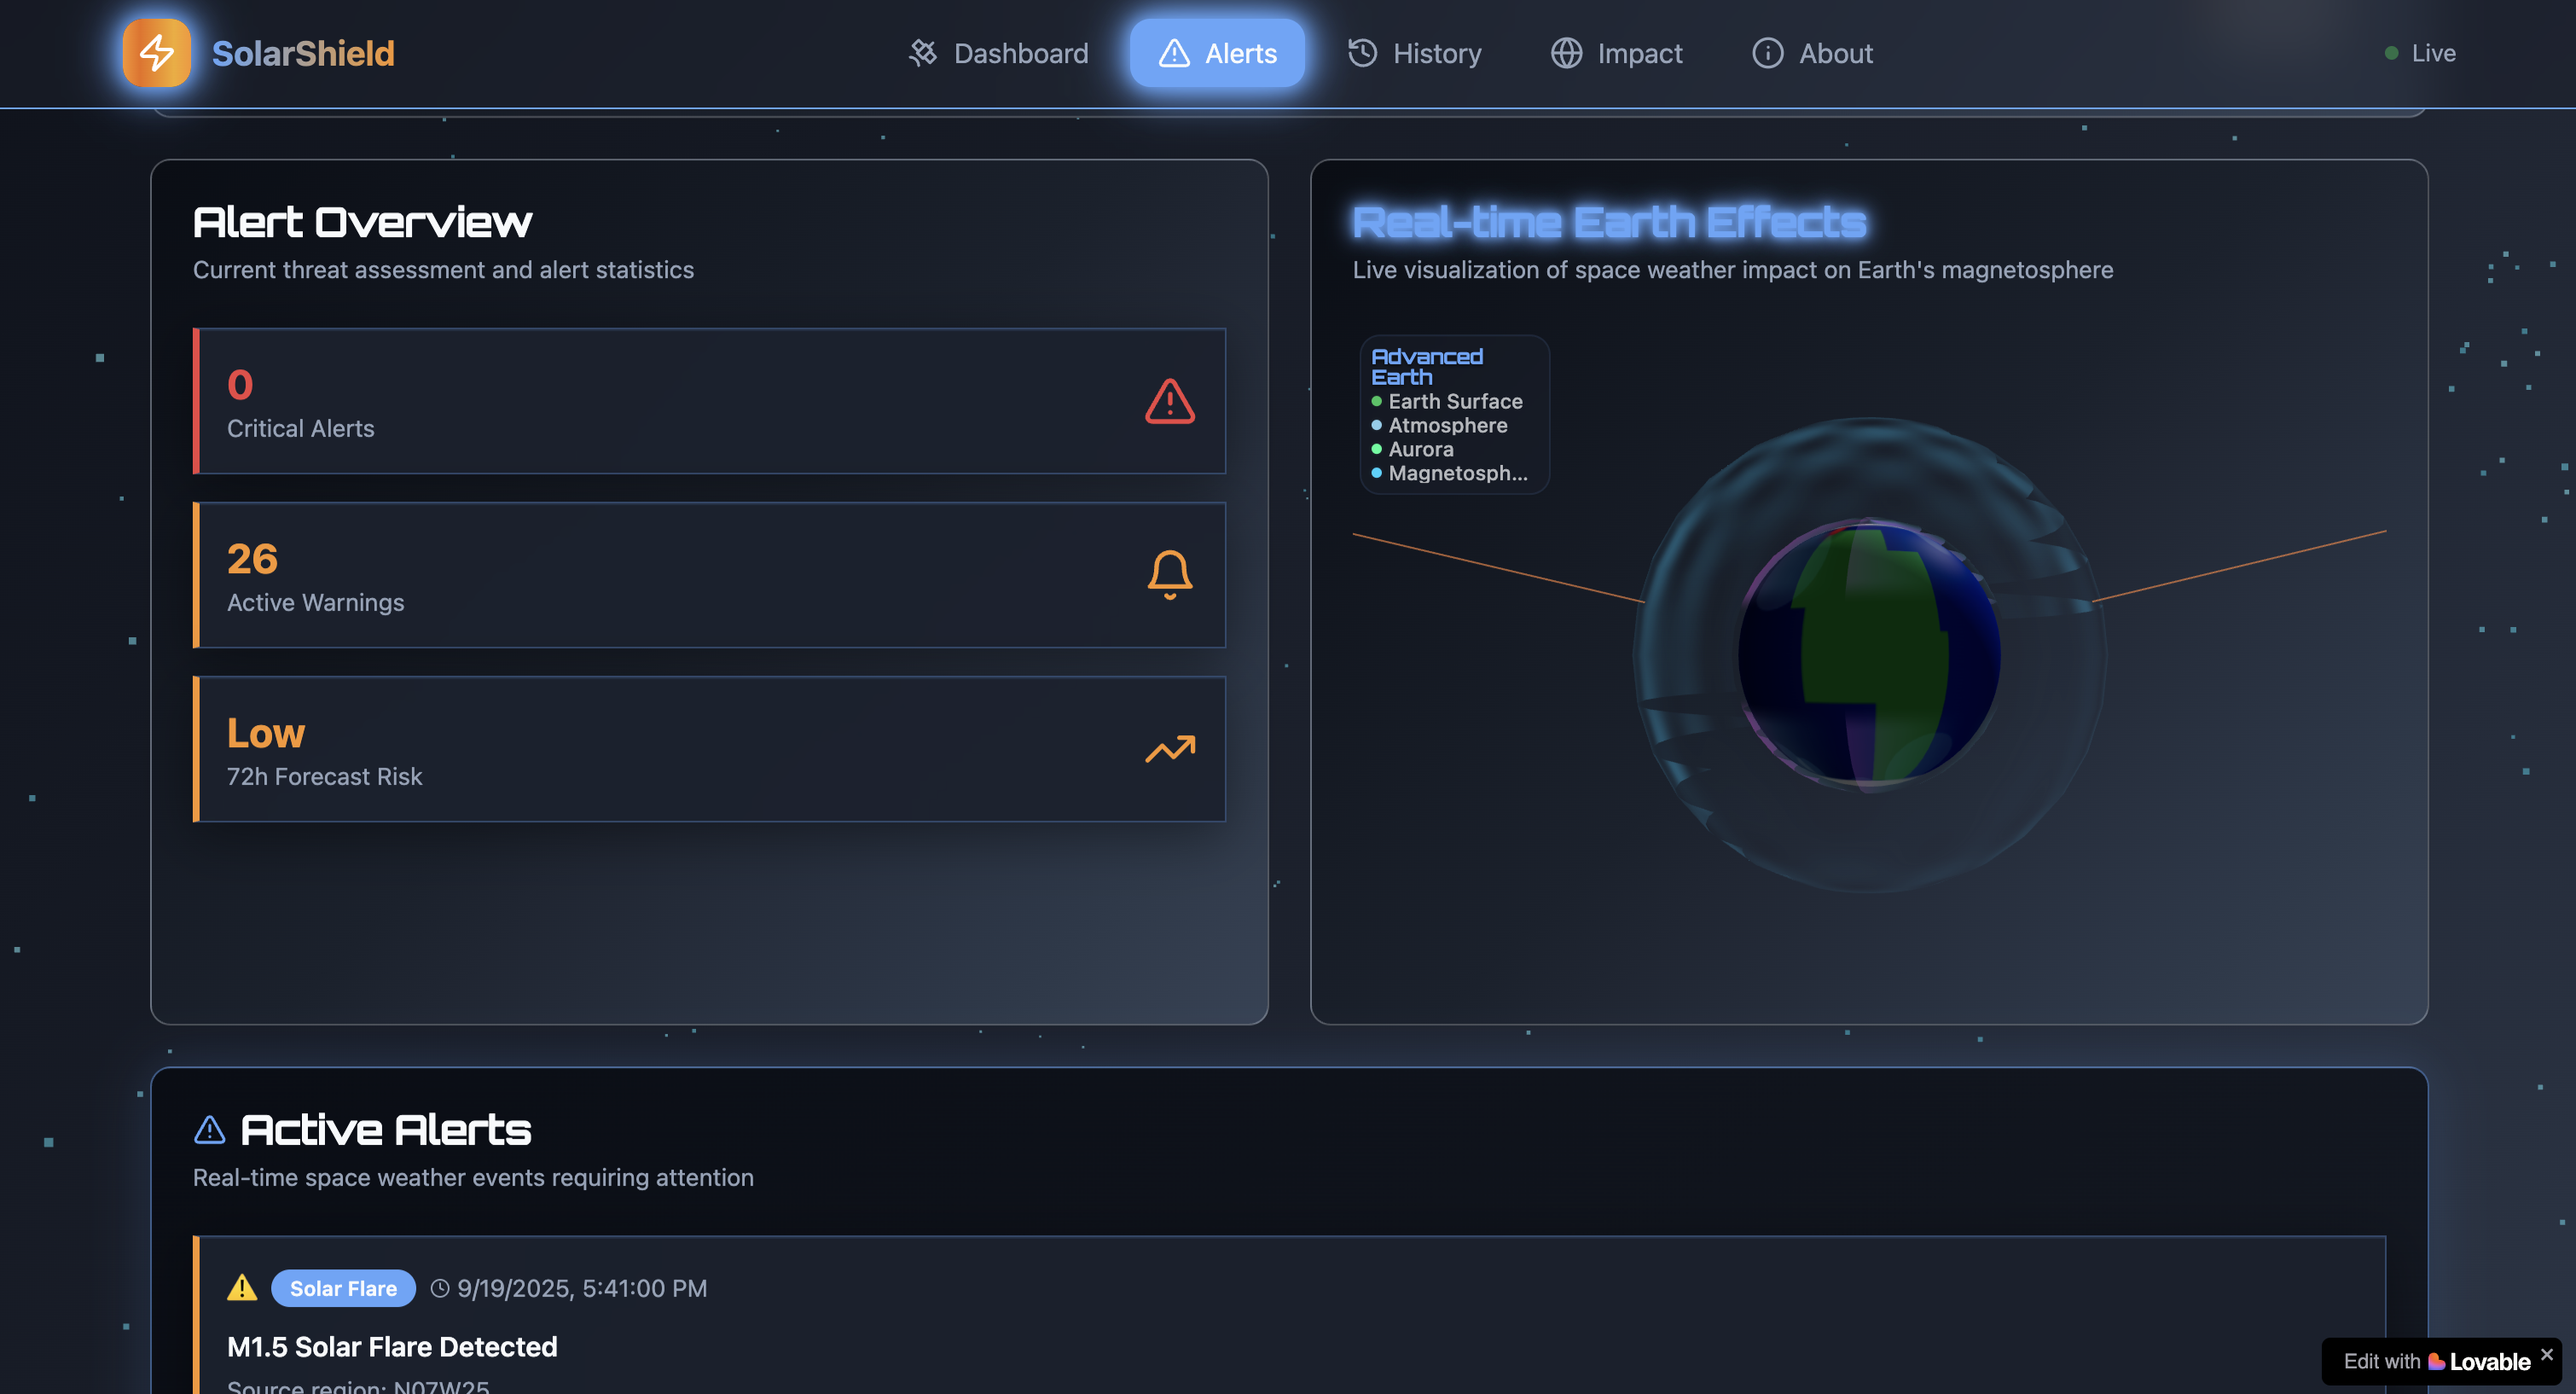 SolarShield
Dashboard
Alerts
History
Impact
About
Live
Alert Overview
Current threat assessment and alert statistics
0
Critical Alerts
26
Active Warnings
Low
72h Forecast Risk
Real-time Earth Effects
Live visualization of space weather impact on Earth's magnetosphere
Advanced
Earth
Earth Surface
Atmosphere
Aurora
Magnetosph...
Active Alerts
Real-time space weather events requiring attention
Solar Flare 9/19/2025, 5:41:00 PM
M1.5 Solar Flare Detected
Source region: N07W25
Edit with Lovable